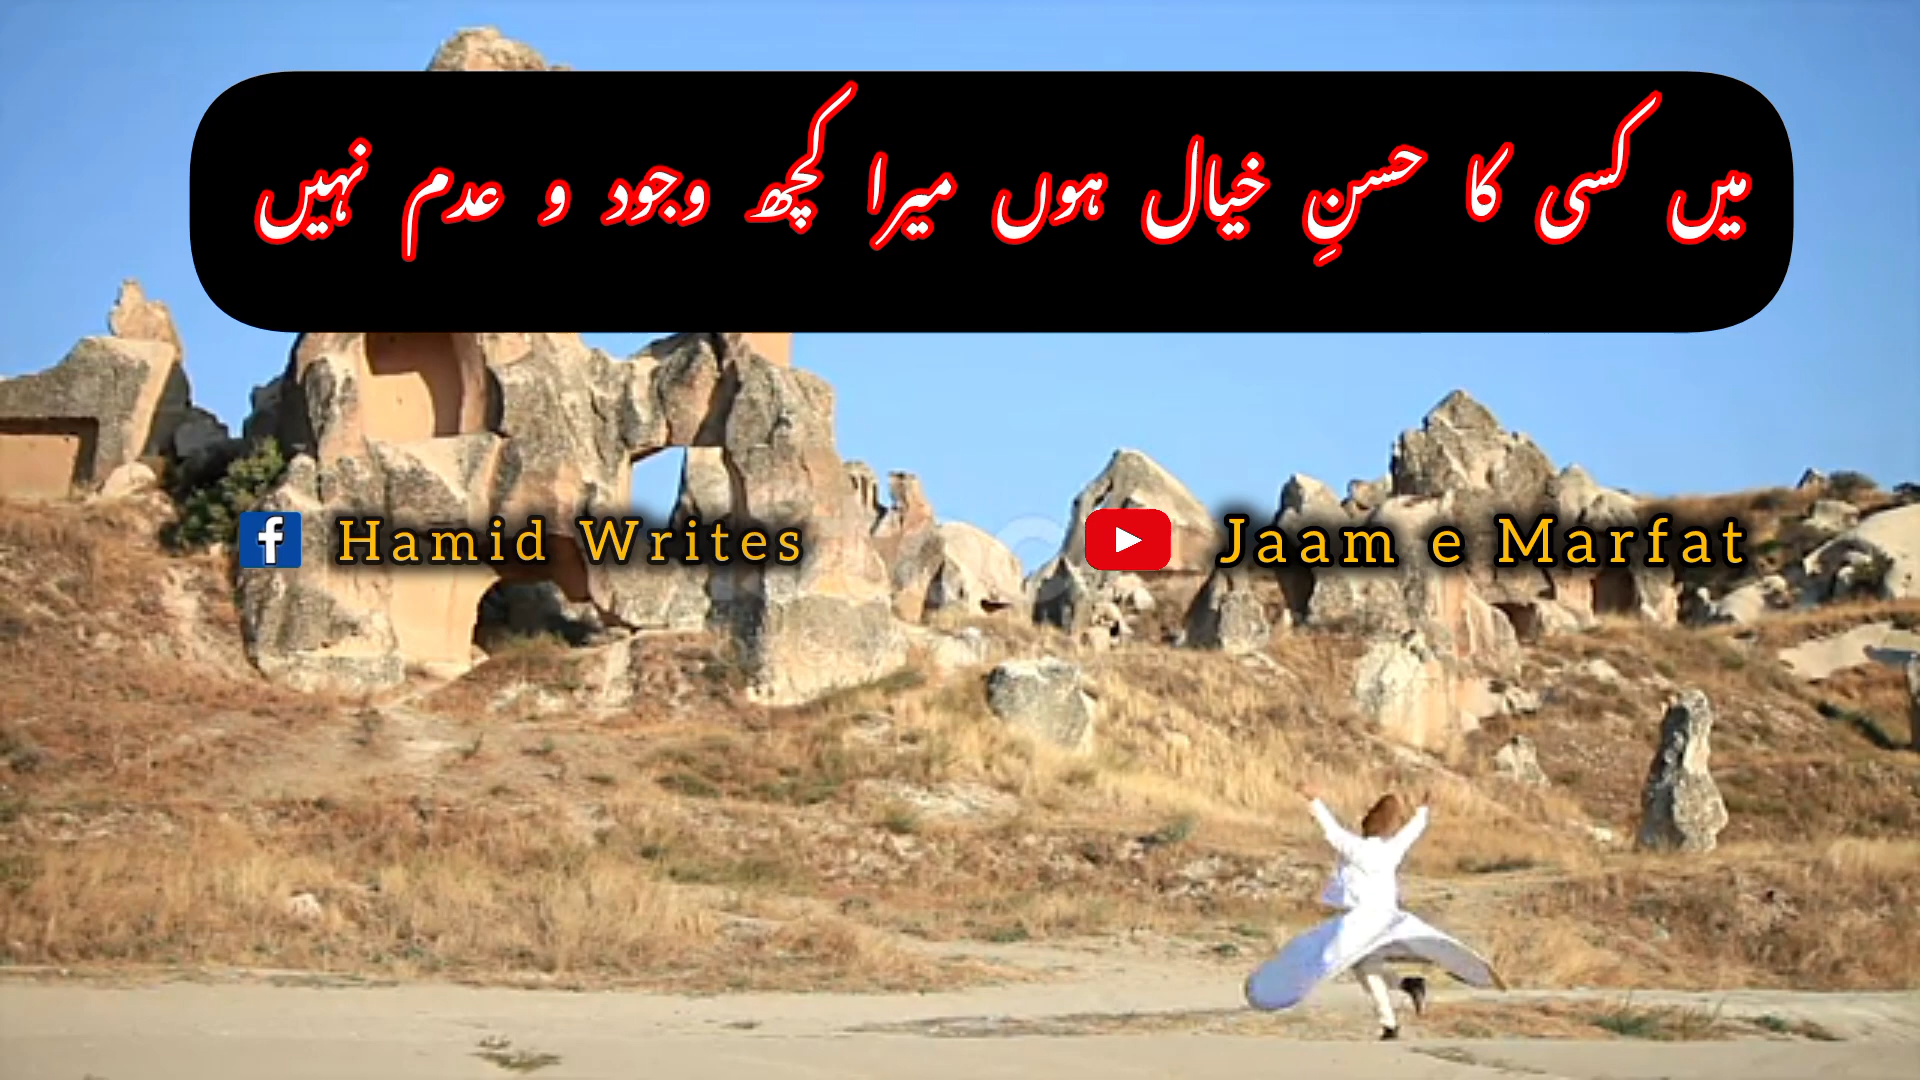 میں کسی کا حسنِ خیال ہوں میرا کچھ وجود و عدم نہیں
Hamid Writes
Jaam e Marfat